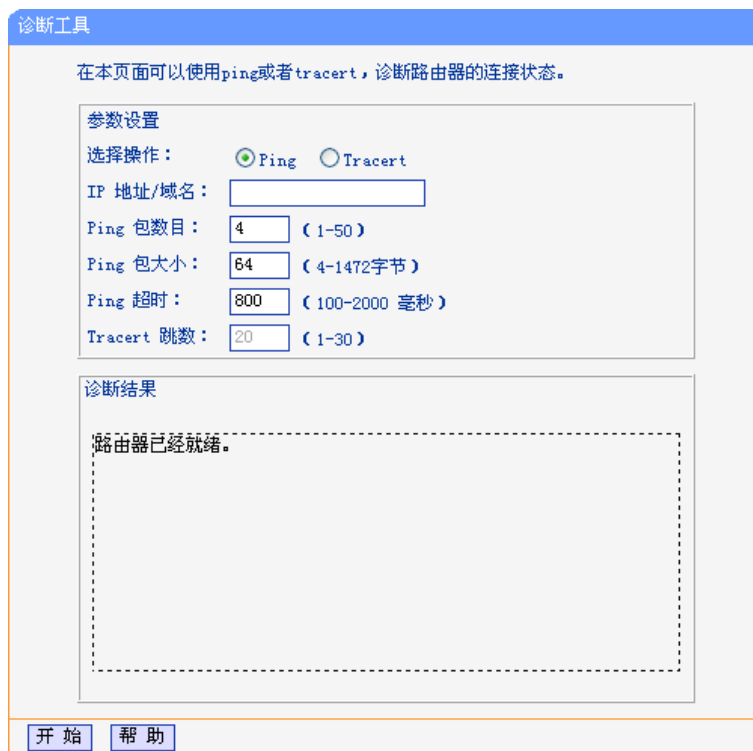 诊断工具
在本页面可以使用ping或者tracert，诊断路由器的连接状态。
参数设置
选择操作： Ping Tracert
IP 地址/域名：
Ping 包数目： 4 （1-50）
Ping 包大小： 64 （4-1472字节）
Ping 超时： 800 （100-2000 毫秒）
Tracert 跳数： 20 （1-30）
诊断结果
路由器已经就绪。
开 始 帮 助